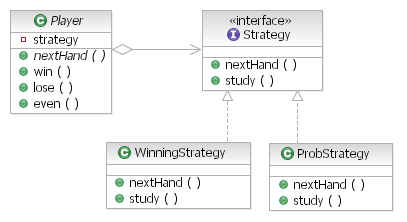 Player
strategy
nextHand ( )
win ( )
lose ( )
even ( )
«interface»
Strategy
nextHand ( )
study ( )
WinningStrategy
nextHand ( )
study ( )
ProbStrategy
nextHand ( )
study ( )